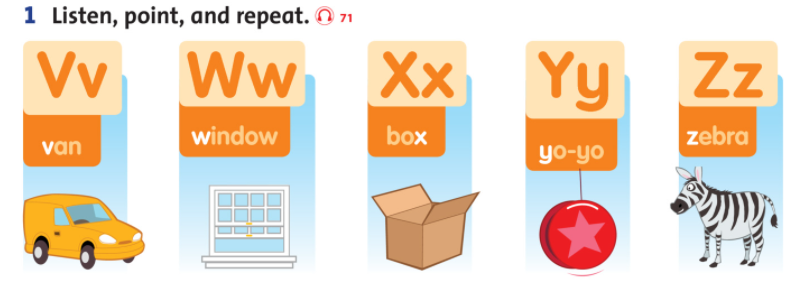 1 Listen, point, and repeat. 71
Vv Ww Xx Yy Zz
van window box yo-yo zebra